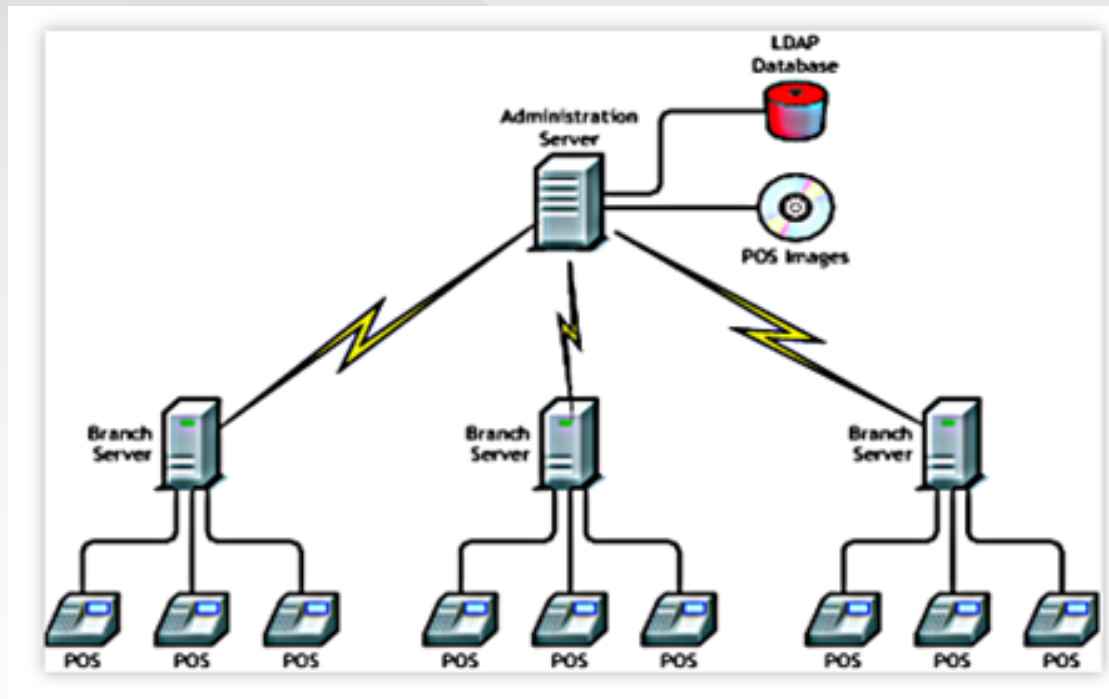 LDAP
Database
Administration
Server
POS Images
Branch
Server
Branch
Server
Branch
Server
POS
POS
POS
POS
POS
POS
POS
POS
POS